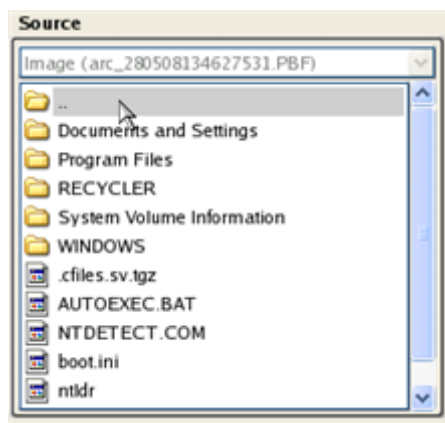 Source
Image (arc_280508134627531.PBF)
..
Documents and Settings
Program Files
RECYCLER
System Volume Information
WINDOWS
.cfiles.sv.tgz
AUTOEXEC.BAT
NTDETECT.COM
boot.ini
ntldr